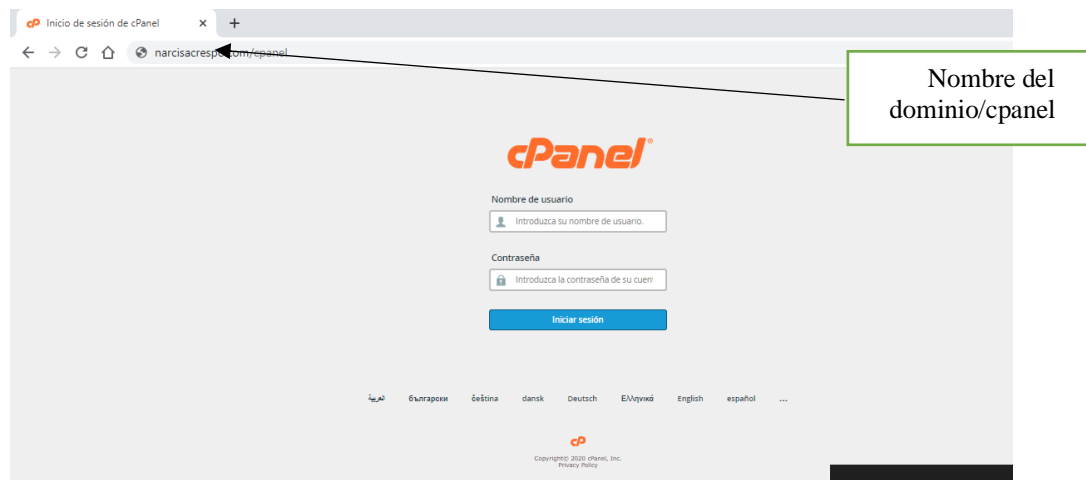 Inicio de sesión de cPanel
narcisacrespo.com/cpanel
Nombre del
dominio/cpanel
cPanel®
Nombre de usuario
Introduzca su nombre de usuario.
Contraseña
Introduzca la contraseña de su cuen
Iniciar sesión
العربية български čeština dansk Deutsch Ελληνικά English español ...
cP
Copyright© 2020 cPanel, Inc.
Privacy Policy